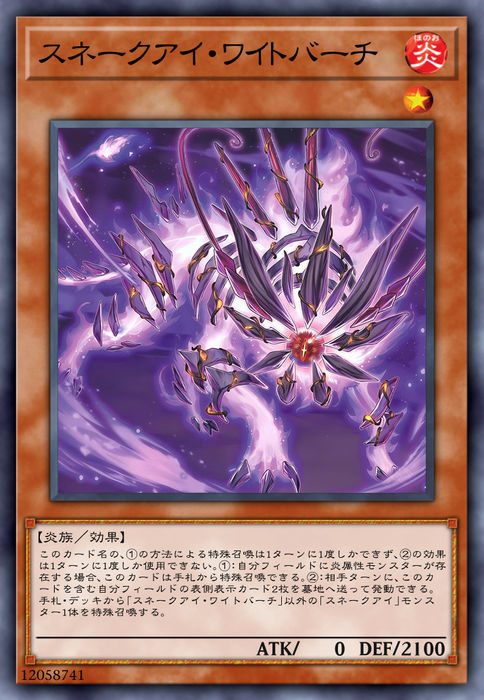 スネークアイ・ワイトバーチ
ほのお
炎
【炎族／効果】
このカード名の、①の方法による特殊召喚は1ターンに1度しかできず、②の効果
は1ターンに1度しか使用できない。①：自分フィールドに炎属性モンスターが存
在する場合、このカードは手札から特殊召喚できる。②：相手ターンに、このカー
ドを含む自分フィールドの表側表示カード2枚を墓地へ送って発動できる。
手札・デッキから「スネークアイ・ワイトバーチ」以外の「スネークアイ」モンス
ター1体を特殊召喚する。
ATK/ 0 DEF/2100
12058741